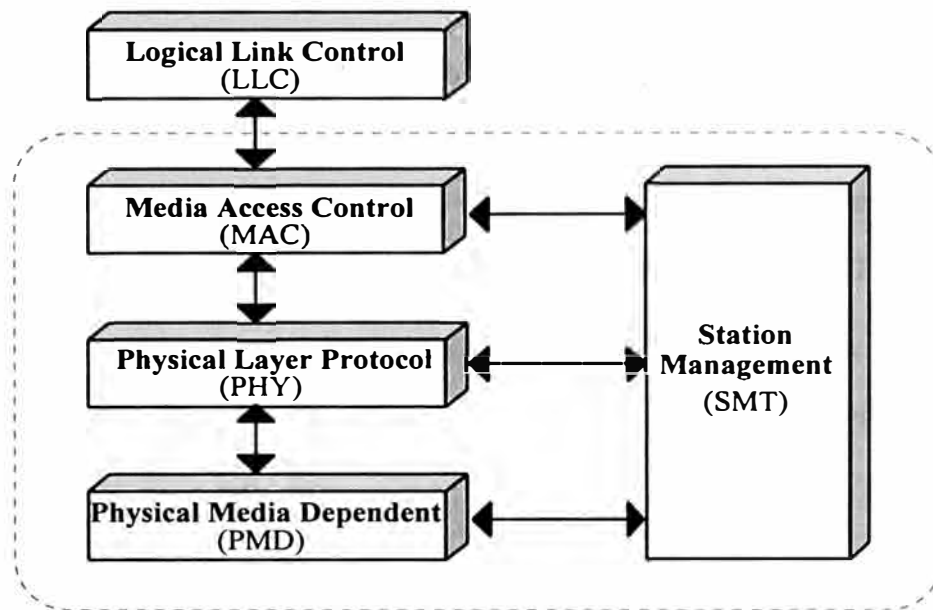 Logical Link Control
(LLC)
Media Access Control
(MAC)
Physical Layer Protocol
(PHY)
Physical Media Dependent
(PMD)
Station
Management
(SMT)